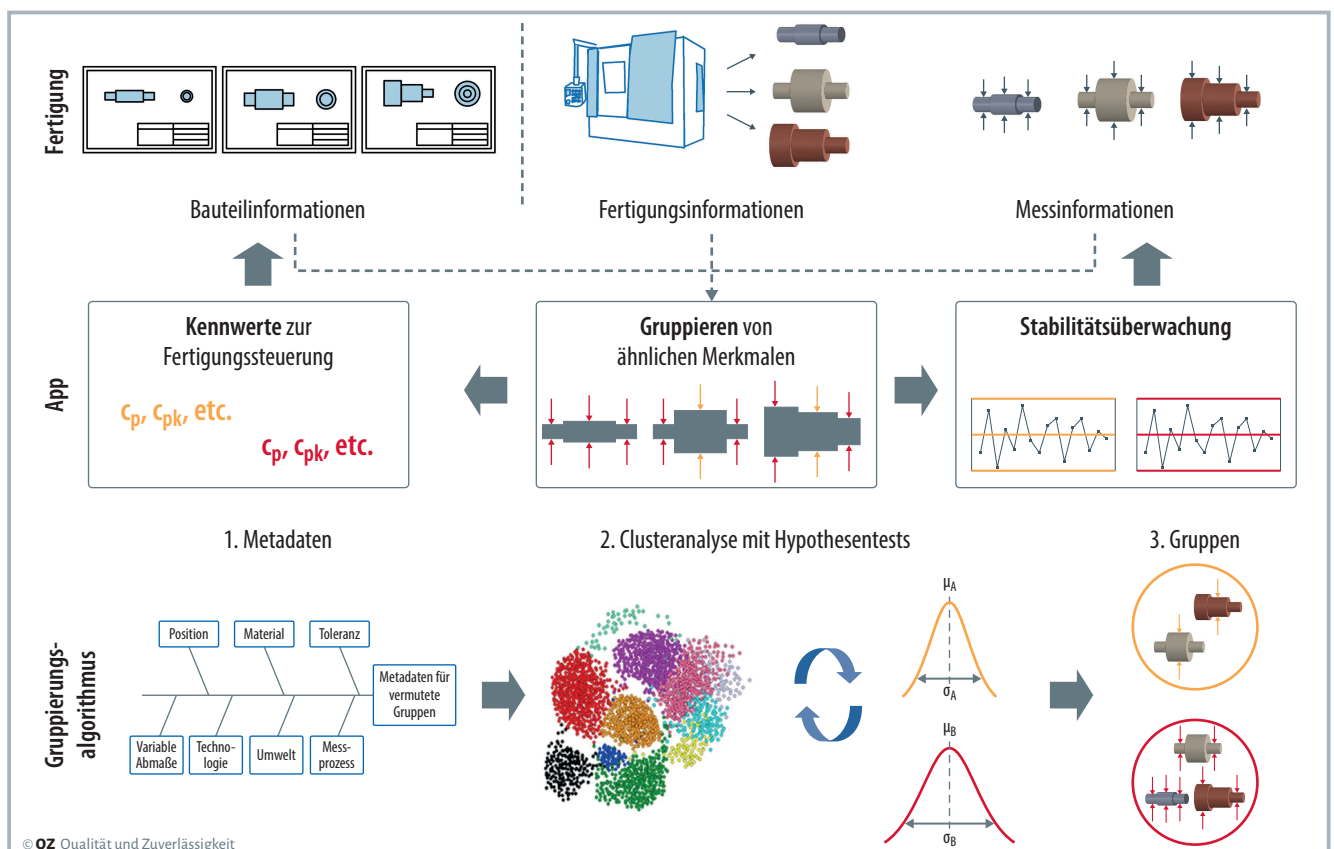 Fertigung
Bauteilinformationen
Fertigungsinformationen
Messinformationen
App
Kennwerte zur
Fertigungssteuerung
cp, cpk, etc.
cp, cpk, etc.
Gruppieren von
ähnlichen Merkmalen
Stabilitätsüberwachung
Gruppierungs-
algorithmus
1. Metadaten
Position
Material
Toleranz
Metadaten für
vermutete
Gruppen
Variable
Abmaße
Techno-
logie
Umwelt
Mess-
prozess
2. Clusteranalyse mit Hypothesentests
μA
σA
μB
σB
3. Gruppen
© QZ Qualität und Zuverlässigkeit